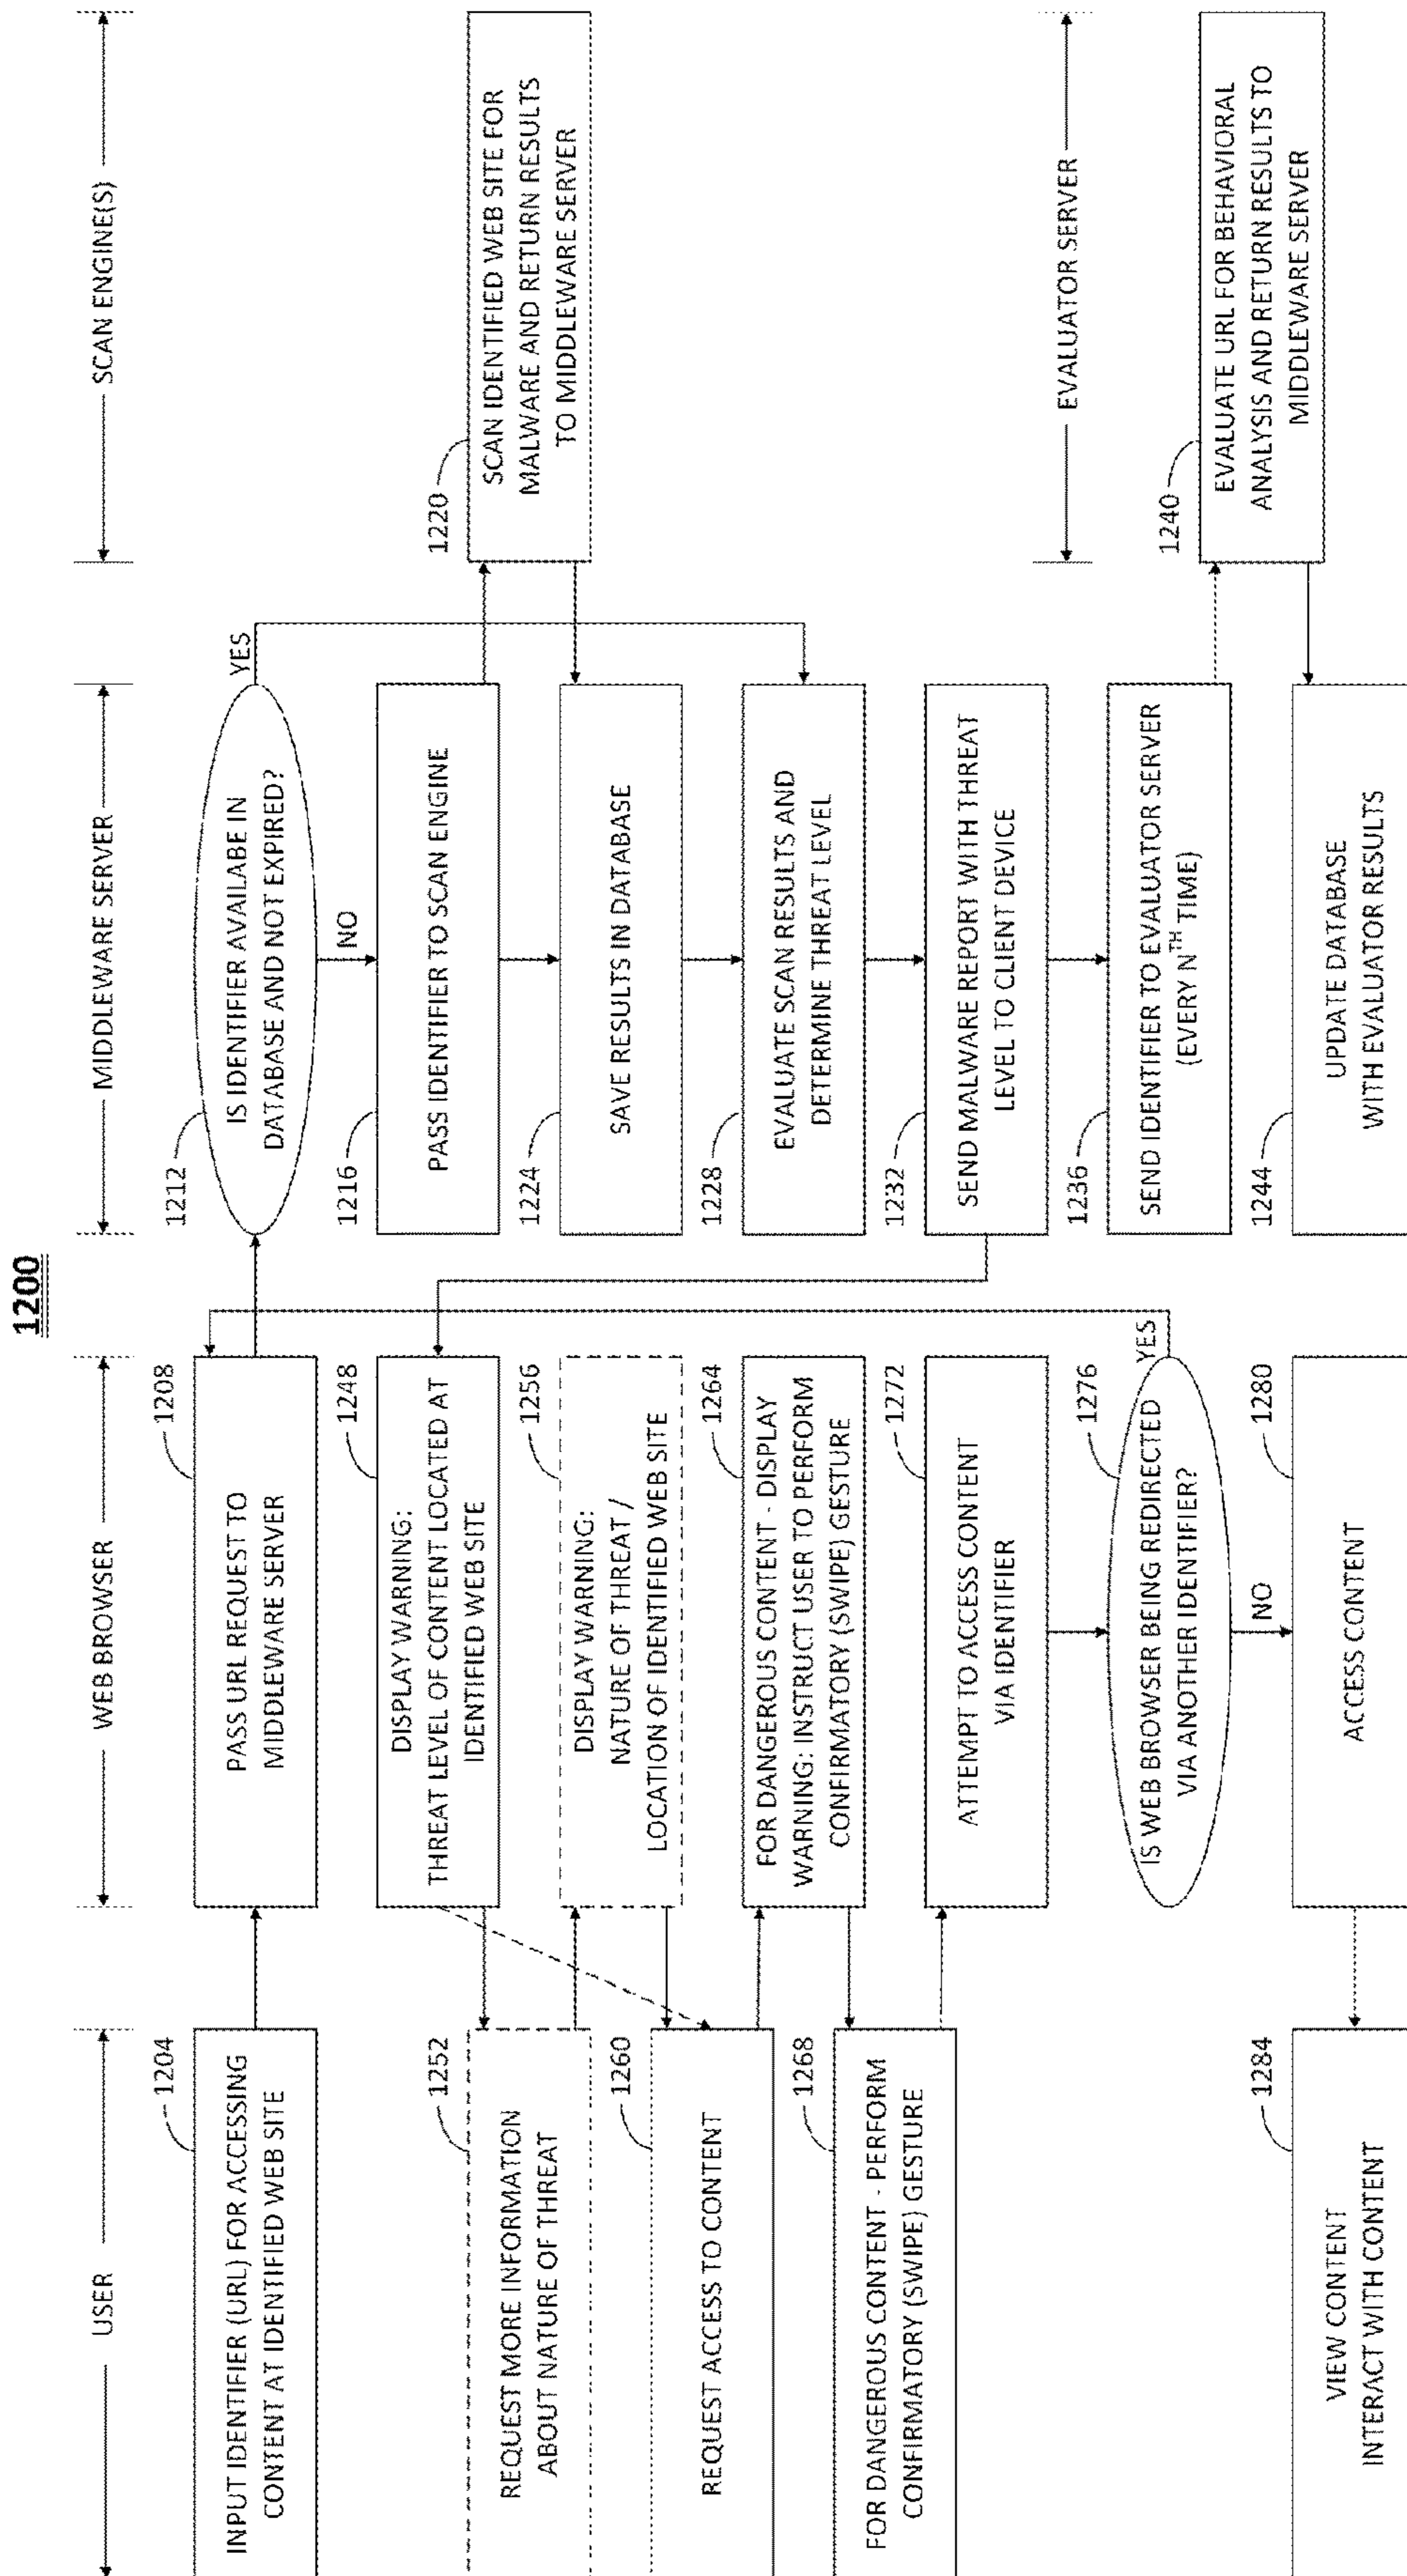 1200
USER
WEB BROWSER
MIDDLEWARE SERVER
SCAN ENGINE(S)
1204
INPUT IDENTIFIER (URL) FOR ACCESSING
CONTENT AT IDENTIFIED WEB SITE
1208
PASS URL REQUEST TO
MIDDLEWARE SERVER
1212
IS IDENTIFIER AVAILABE IN
DATABASE AND NOT EXPIRED?
YES
NO
1216
PASS IDENTIFIER TO SCAN ENGINE
1220
SCAN IDENTIFIED WEB SITE FOR
MALWARE AND RETURN RESULTS
TO MIDDLEWARE SERVER
1224
SAVE RESULTS IN DATABASE
1228
EVALUATE SCAN RESULTS AND
DETERMINE THREAT LEVEL
1232
SEND MALWARE REPORT WITH THREAT
LEVEL TO CLIENT DEVICE
1236
SEND IDENTIFIER TO EVALUATOR SERVER
(EVERY NTH TIME)
EVALUATOR SERVER
1240
EVALUATE URL FOR BEHAVIORAL
ANALYSIS AND RETURN RESULTS TO
MIDDLEWARE SERVER
1244
UPDATE DATABASE
WITH EVALUATOR RESULTS
1248
DISPLAY WARNING:
THREAT LEVEL OF CONTENT LOCATED AT
IDENTIFIED WEB SITE
1252
REQUEST MORE INFORMATION
ABOUT NATURE OF THREAT
1256
DISPLAY WARNING:
NATURE OF THREAT /
LOCATION OF IDENTIFIED WEB SITE
1260
REQUEST ACCESS TO CONTENT
1264
FOR DANGEROUS CONTENT - DISPLAY
WARNING: INSTRUCT USER TO PERFORM
CONFIRMATORY (SWIPE) GESTURE
1268
FOR DANGEROUS CONTENT - PERFORM
CONFIRMATORY (SWIPE) GESTURE
1272
ATTEMPT TO ACCESS CONTENT
VIA IDENTIFIER
1276
IS WEB BROWSER BEING REDIRECTED
VIA ANOTHER IDENTIFIER?
YES
NO
1280
ACCESS CONTENT
1284
VIEW CONTENT
INTERACT WITH CONTENT